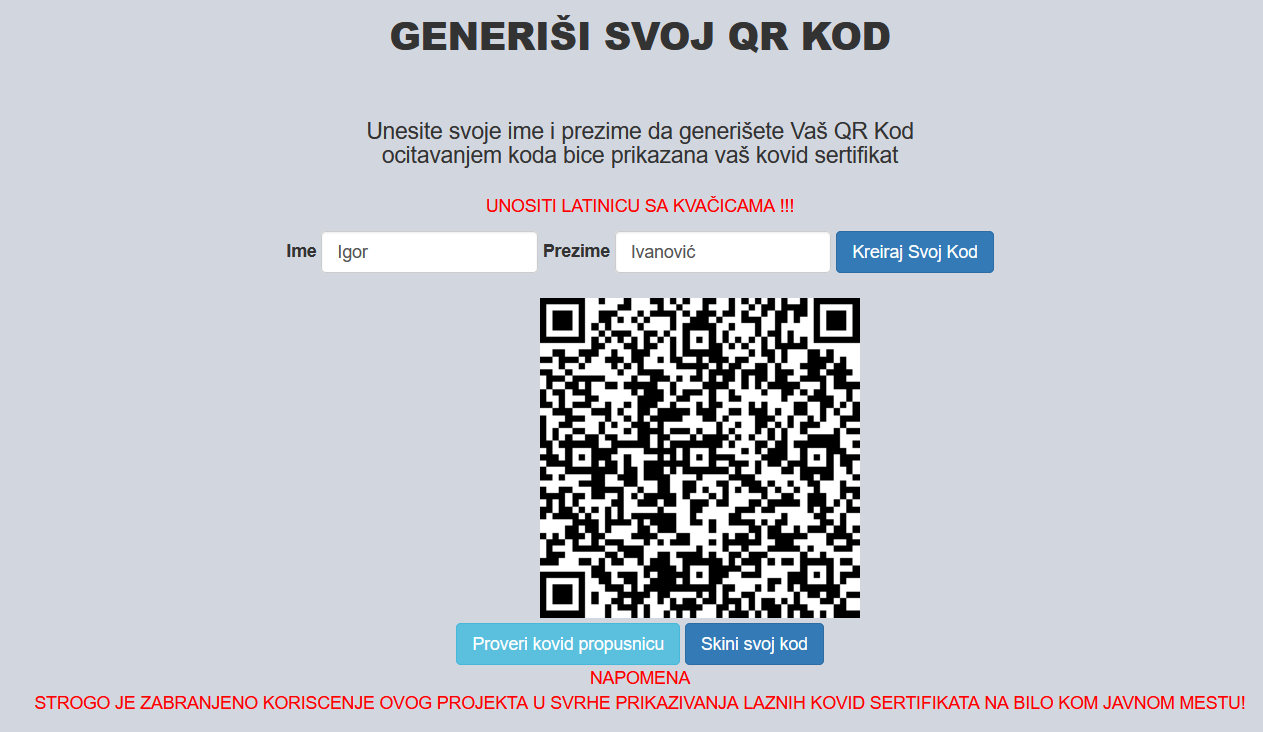 GENERIŠI SVOJ QR KOD
Unesite svoje ime i prezime da generišete Vaš QR Kod
ocitavanjem koda bice prikazana vaš kovid sertifikat
UNOSITI LATINICU SA KVAČICAMA !!!
Ime Igor Prezime Ivanović Kreiraj Svoj Kod
Proveri kovid propusnicu Skini svoj kod
NAPOMENA
STROGO JE ZABRANJENO KORISCENJE OVOG PROJEKTA U SVRHE PRIKAZIVANJA LAZNIH KOVID SERTIFIKATA NA BILO KOM JAVNOM MESTU!